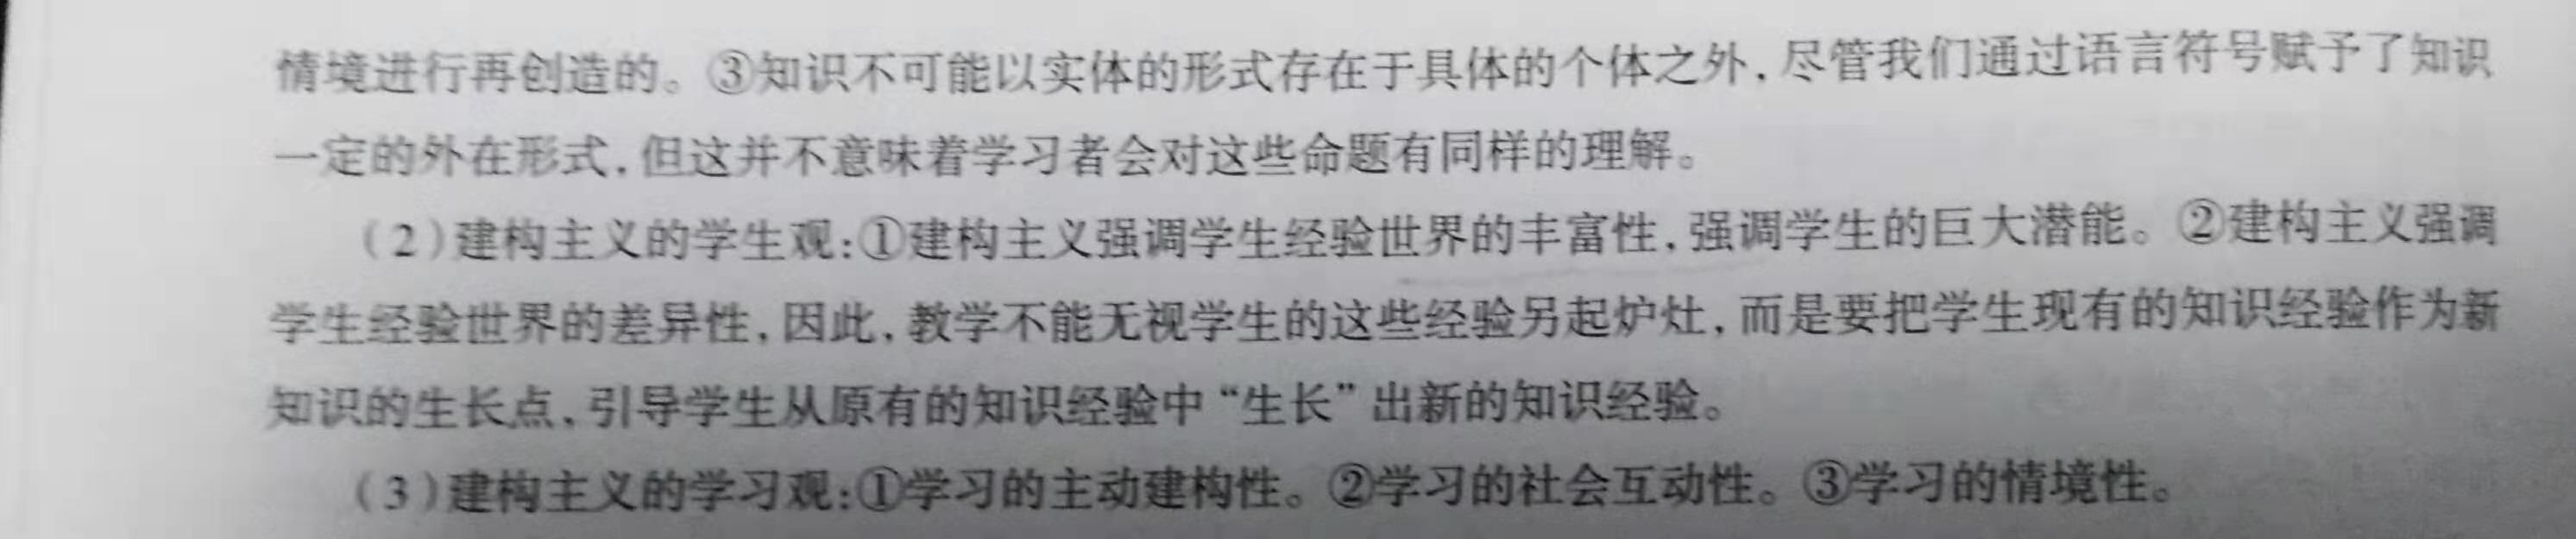 情境进行再创造的。③知识不可能以实体的形式存在于具体的个体之外,尽管我们通过语言符号赋予了知识
一定的外在形式,但这并不意味着学习者会对这些命题有同样的理解。
(2)建构主义的学生观:①建构主义强调学生经验世界的丰富性,强调学生的巨大潜能。②建构主义强调
学生经验世界的差异性,因此,教学不能无视学生的这些经验另起炉灶,而是要把学生现有的知识经验作为新
知识的生长点,引导学生从原有的知识经验中“生长”出新的知识经验。
(3)建构主义的学习观:①学习的主动建构性。②学习的社会互动性。③学习的情境性。